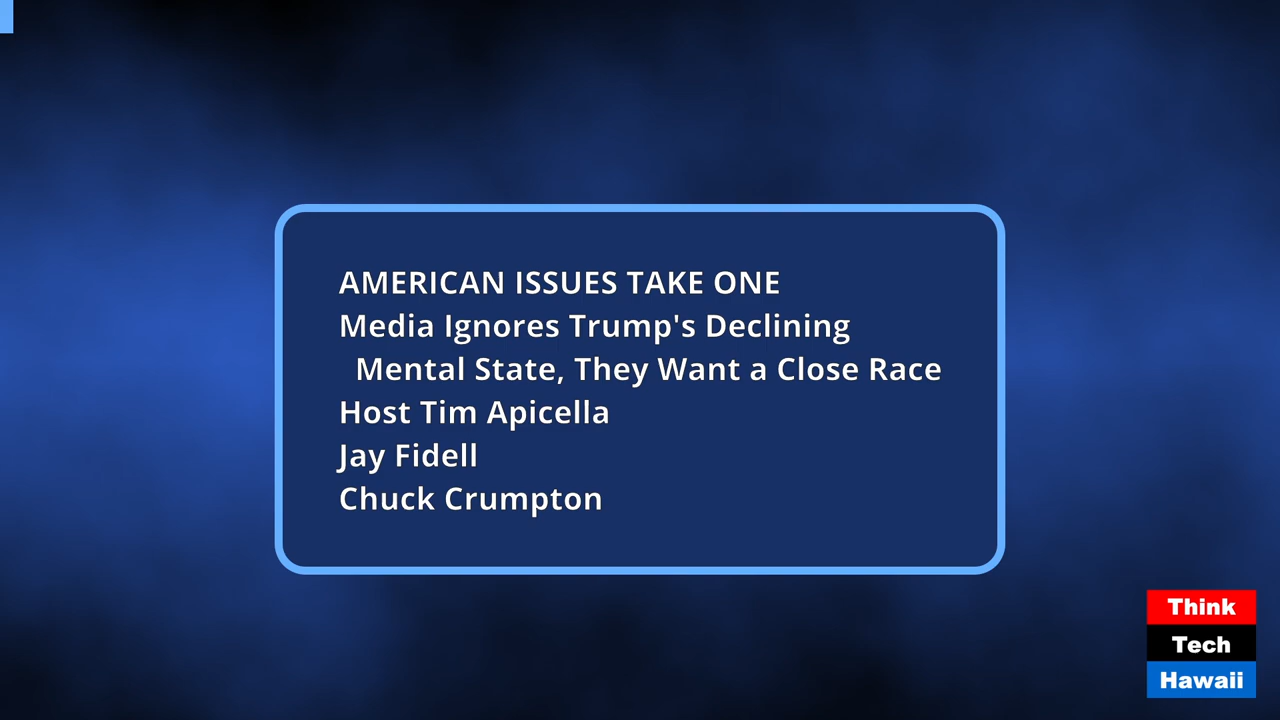 AMERICAN ISSUES TAKE ONE
Media Ignores Trump's Declining
Mental State, They Want a Close Race
Host Tim Apicella
Jay Fidell
Chuck Crumpton
Think
Tech
Hawaii